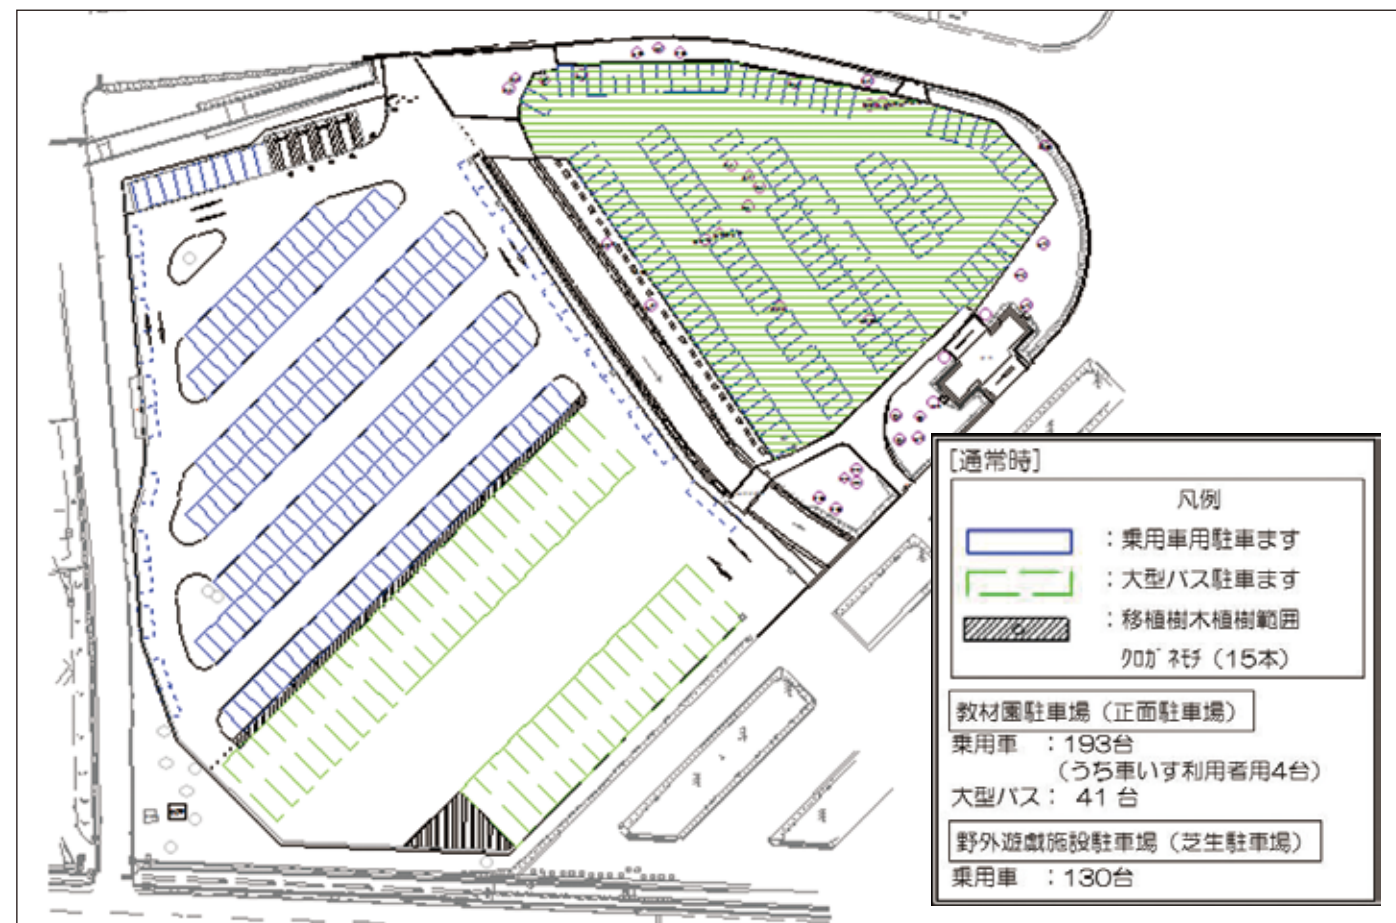 [通常時]
凡例
：乗用車用駐車ます
：大型バス駐車ます
：移植樹木植樹範囲
ｸﾛｶﾞﾈﾓﾁ（15本）
教材園駐車場（正面駐車場）
乗用車　：193台
（うち車いす利用者用4台）
大型バス： 41 台
野外遊戯施設駐車場（芝生駐車場）
乗用車　：130台